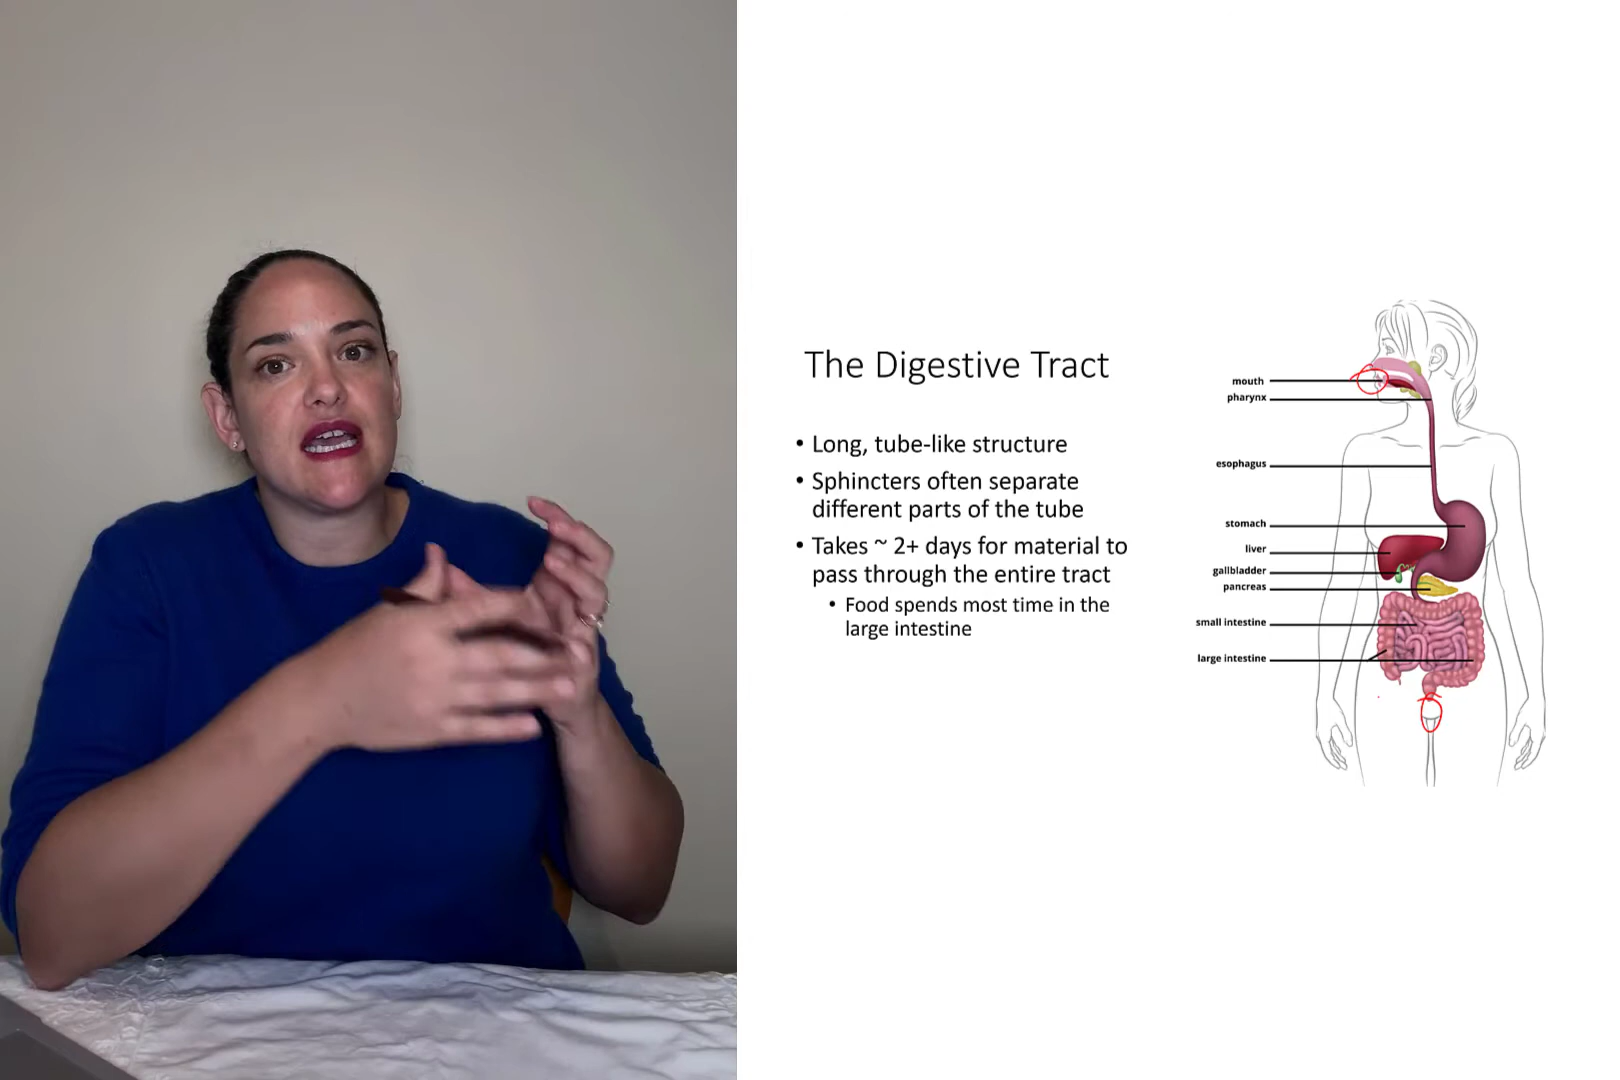 The Digestive Tract
• Long, tube-like structure
• Sphincters often separate
different parts of the tube
• Takes ~ 2+ days for material to
pass through the entire tract
• Food spends most time in the
large intestine
mouth
pharynx
esophagus
stomach
liver
gallbladder
pancreas
small intestine
large intestine